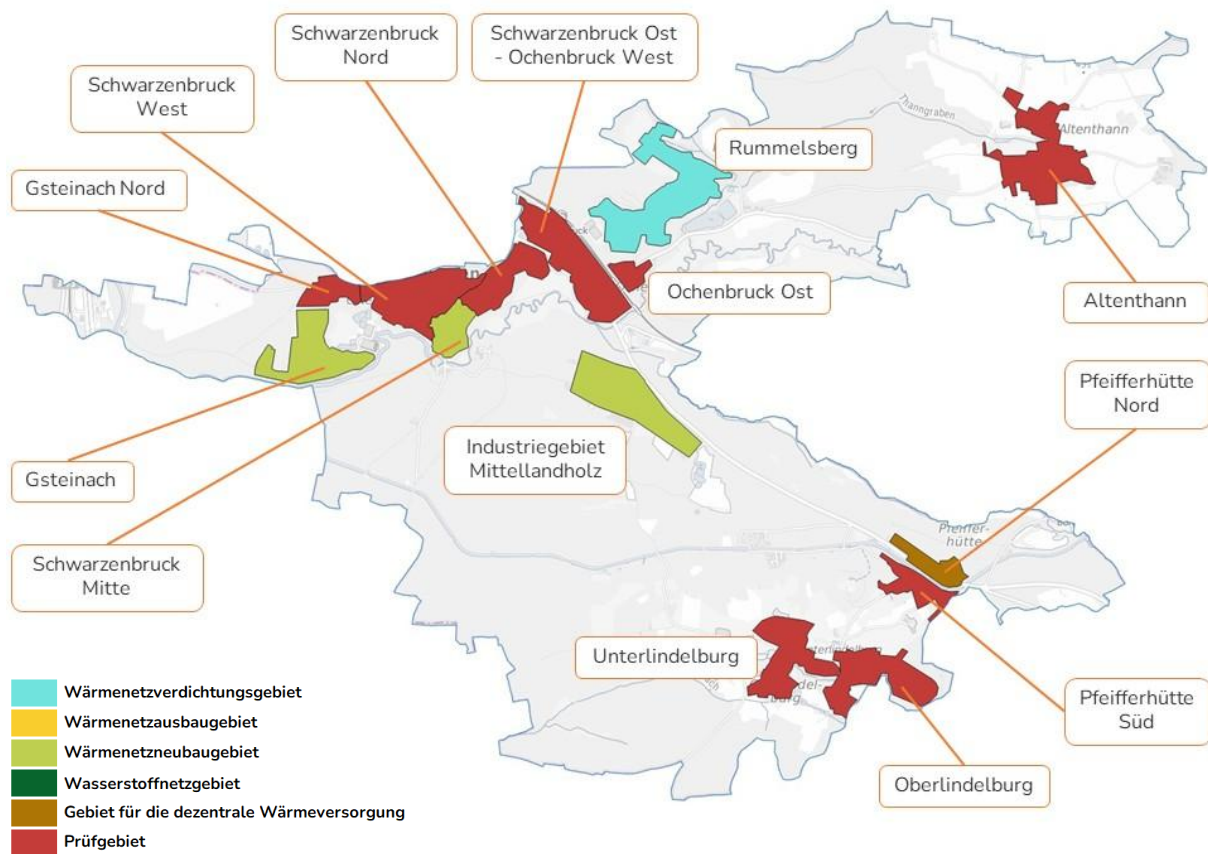 Schwarzenbruck
Nord
Schwarzenbruck Ost
- Ochenbruck West
Schwarzenbruck
West
Thanngraben
Altenthann
Rummelsberg
Gsteinach Nord
Ochenbruck Ost
Altenthann
Pfeifferhütte
Nord
Industriegebiet
Mittellandholz
Gsteinach
Pfeiffer-
hütte
Schwarzenbruck
Mitte
Unterlindelburg
Pfeifferhütte
Süd
Oberlindelburg
Wärmenetzverdichtungsgebiet
Wärmenetzausbaugebiet
Wärmenetzneubaugebiet
Wasserstoffnetzgebiet
Gebiet für die dezentrale Wärmeversorgung
Prüfgebiet